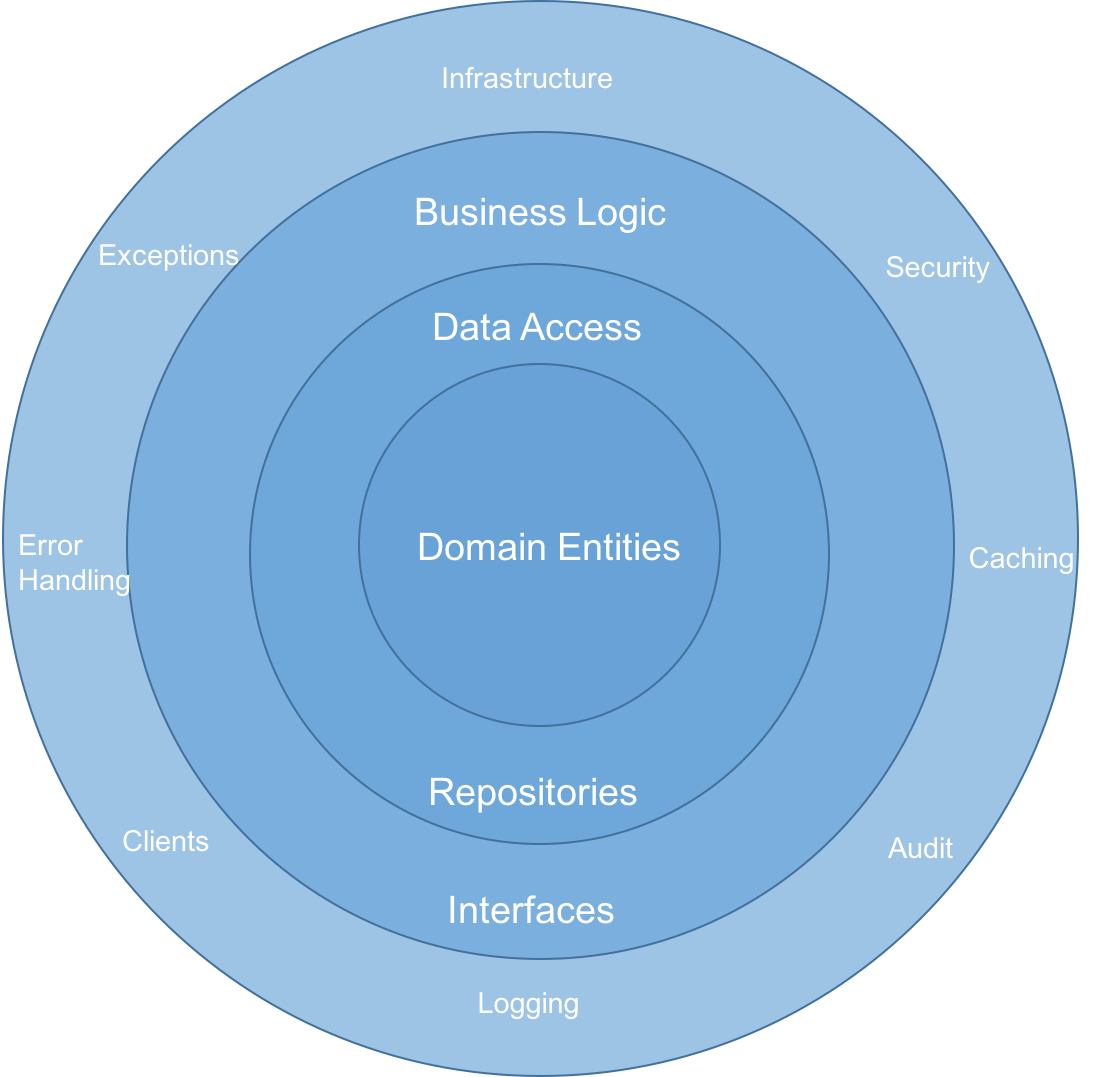 Infrastructure
Business Logic
Exceptions
Security
Data Access
Error
Handling
Domain Entities
Caching
Repositories
Clients
Audit
Interfaces
Logging